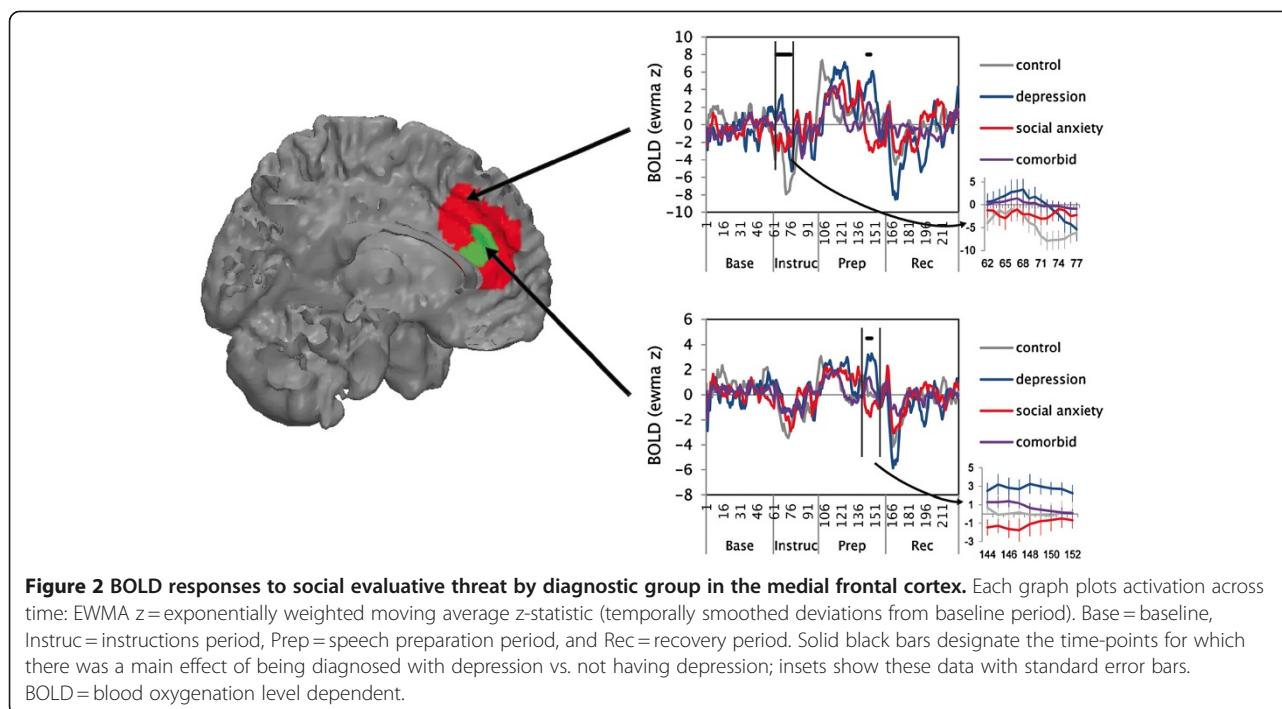 10
8
6
4
2
0
-2
-4
-6
-8
-10
BOLD (ewma z)
1
16
31
46
61
76
91
106
121
136
151
166
181
196
211
Base
Instruc
Prep
Rec
control
depression
social anxiety
comorbid
5
0
-5
-10
62 65 68 71 74 77
6
4
2
0
-2
-4
-6
-8
BOLD (ewma z)
1
16
31
46
61
76
91
106
121
136
151
166
181
196
211
Base
Instruc
Prep
Rec
control
depression
social anxiety
comorbid
5
3
1
-1
-3
144 146 148 150 152
Figure 2 BOLD responses to social evaluative threat by diagnostic group in the medial frontal cortex. Each graph plots activation across
time: EWMA z = exponentially weighted moving average z-statistic (temporally smoothed deviations from baseline period). Base = baseline,
Instruc = instructions period, Prep = speech preparation period, and Rec = recovery period. Solid black bars designate the time-points for which
there was a main effect of being diagnosed with depression vs. not having depression; insets show these data with standard error bars.
BOLD = blood oxygenation level dependent.